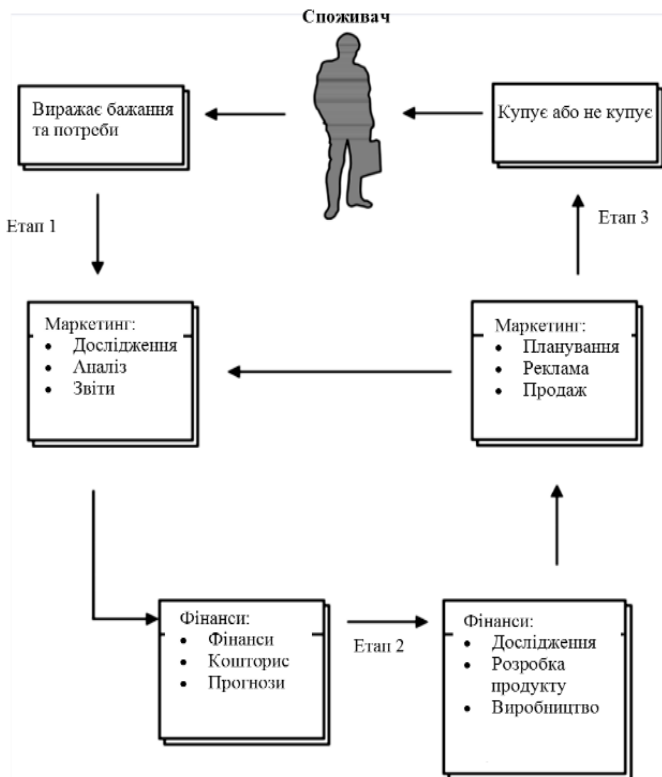 Споживач
Виражає бажання
та потреби
Купує або не купує
Етап 1
Етап 3
Маркетинг:
• Дослідження
• Аналіз
• Звіти
Маркетинг:
• Планування
• Реклама
• Продаж
Фінанси:
• Фінанси
• Кошторис
• Прогнози
Етап 2
Фінанси:
• Дослідження
• Розробка
продукту
• Виробництво